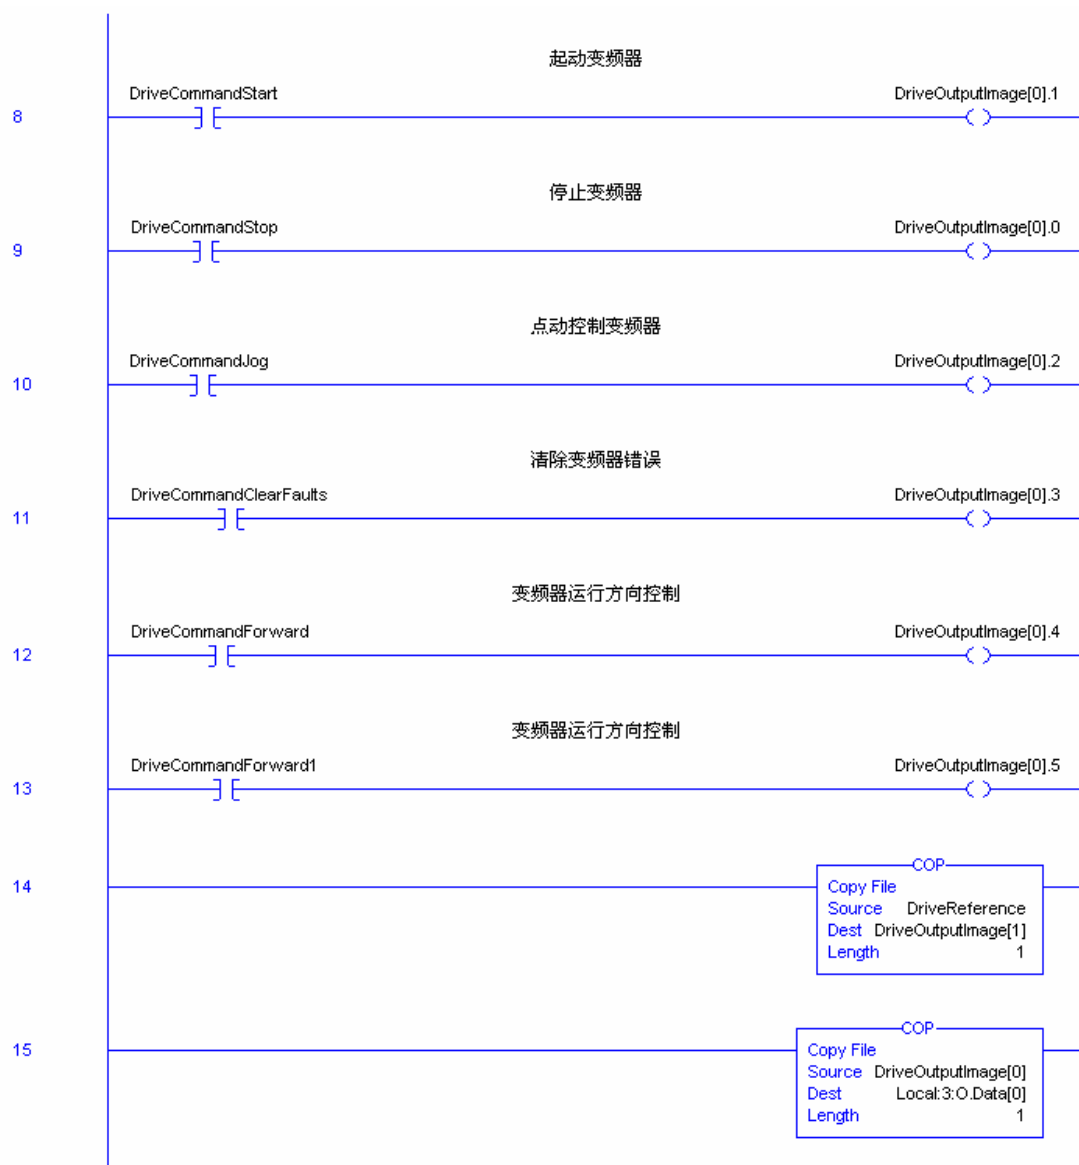 起动变频器
DriveCommandStart DriveOutputImage[0].1
8
停止变频器
DriveCommandStop DriveOutputImage[0].0
9
点动控制变频器
DriveCommandJog DriveOutputImage[0].2
10
清除变频器错误
DriveCommandClearFaults DriveOutputImage[0].3
11
变频器运行方向控制
DriveCommandForward DriveOutputImage[0].4
12
变频器运行方向控制
DriveCommandForward1 DriveOutputImage[0].5
13
COP
14
Copy File
Source DriveReference
Dest DriveOutputImage[1]
Length 1
COP
15
Copy File
Source DriveOutputImage[0]
Dest Local:3:O.Data[0]
Length 1